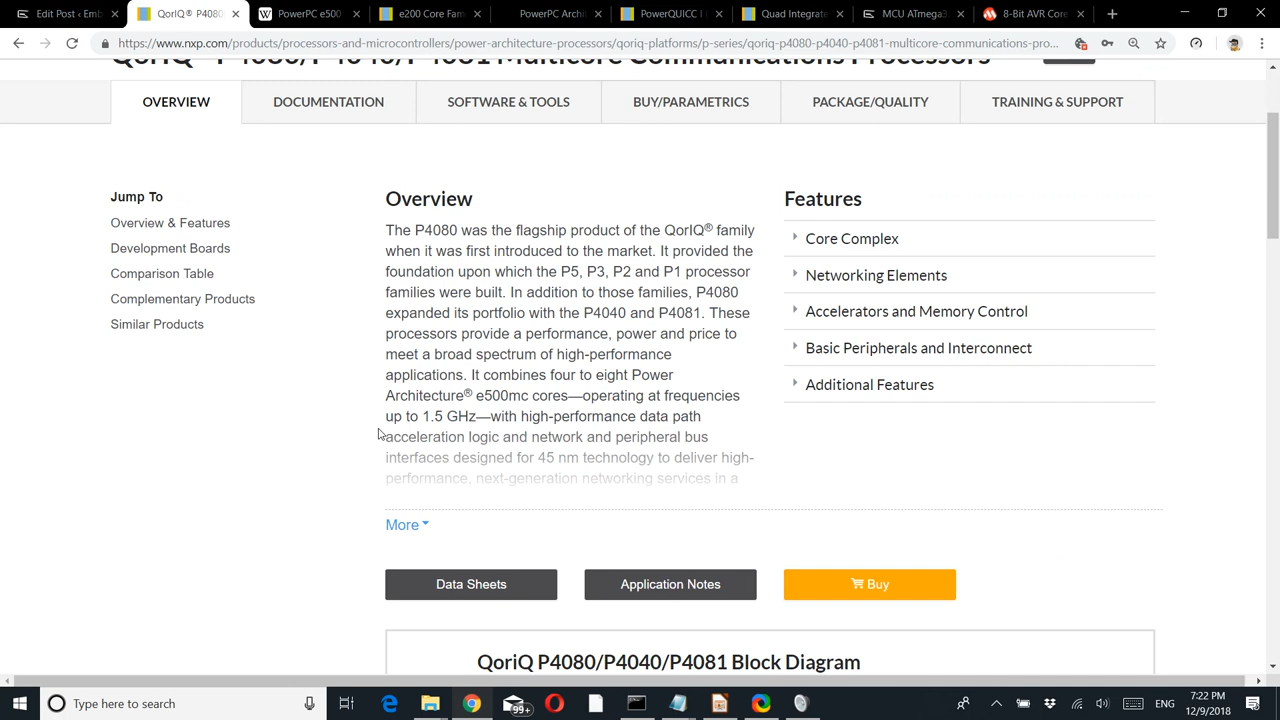 Edit Post ‹ Emb
QorIQ® P4080
PowerPC e500
e200 Core Fam
PowerPC Archi
PowerQUICC I
Quad Integrate
MCU ATmega3
8-Bit AVR Core
https://www.nxp.com/products/processors-and-microcontrollers/power-architecture-processors/qoriq-platforms/p-series/qoriq-p4080-p4040-p4081-multicore-communications-pro...
QorIQ® P4080/P4040/P4081 Multicore Communications Processors
OVERVIEW
DOCUMENTATION
SOFTWARE & TOOLS
BUY/PARAMETRICS
PACKAGE/QUALITY
TRAINING & SUPPORT
Jump To
Overview & Features
Development Boards
Comparison Table
Complementary Products
Similar Products
Overview
The P4080 was the flagship product of the QorIQ® family
when it was first introduced to the market. It provided the
foundation upon which the P5, P3, P2 and P1 processor
families were built. In addition to those families, P4080
expanded its portfolio with the P4040 and P4081. These
processors provide a performance, power and price to
meet a broad spectrum of high-performance
applications. It combines four to eight Power
Architecture® e500mc cores—operating at frequencies
up to 1.5 GHz—with high-performance data path
acceleration logic and network and peripheral bus
interfaces designed for 45 nm technology to deliver high-
performance, next-generation networking services in a
More
Features
Core Complex
Networking Elements
Accelerators and Memory Control
Basic Peripherals and Interconnect
Additional Features
Data Sheets
Application Notes
Buy
QoriQ P4080/P4040/P4081 Block Diagram
Type here to search
99+
ENG
7:22 PM
12/9/2018